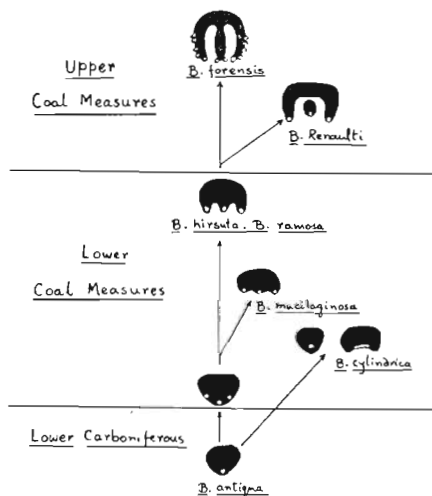 Upper
Coal Measures
B. forensis
B. Renaulti
B. hirsuta. B. ramosa
Lower
Coal Measures
B. mucilaginosa
B. cylindrica
Lower Carboniferous
B. antiqua